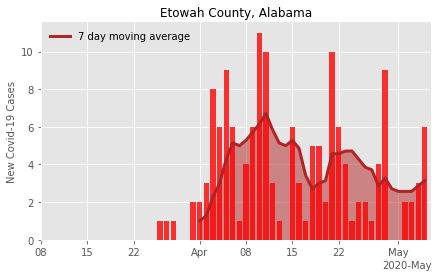 Etowah County, Alabama
7 day moving average
New Covid-19 Cases
10
8
6
4
2
0
08 15 22 Apr 08 15 22 May
2020-May